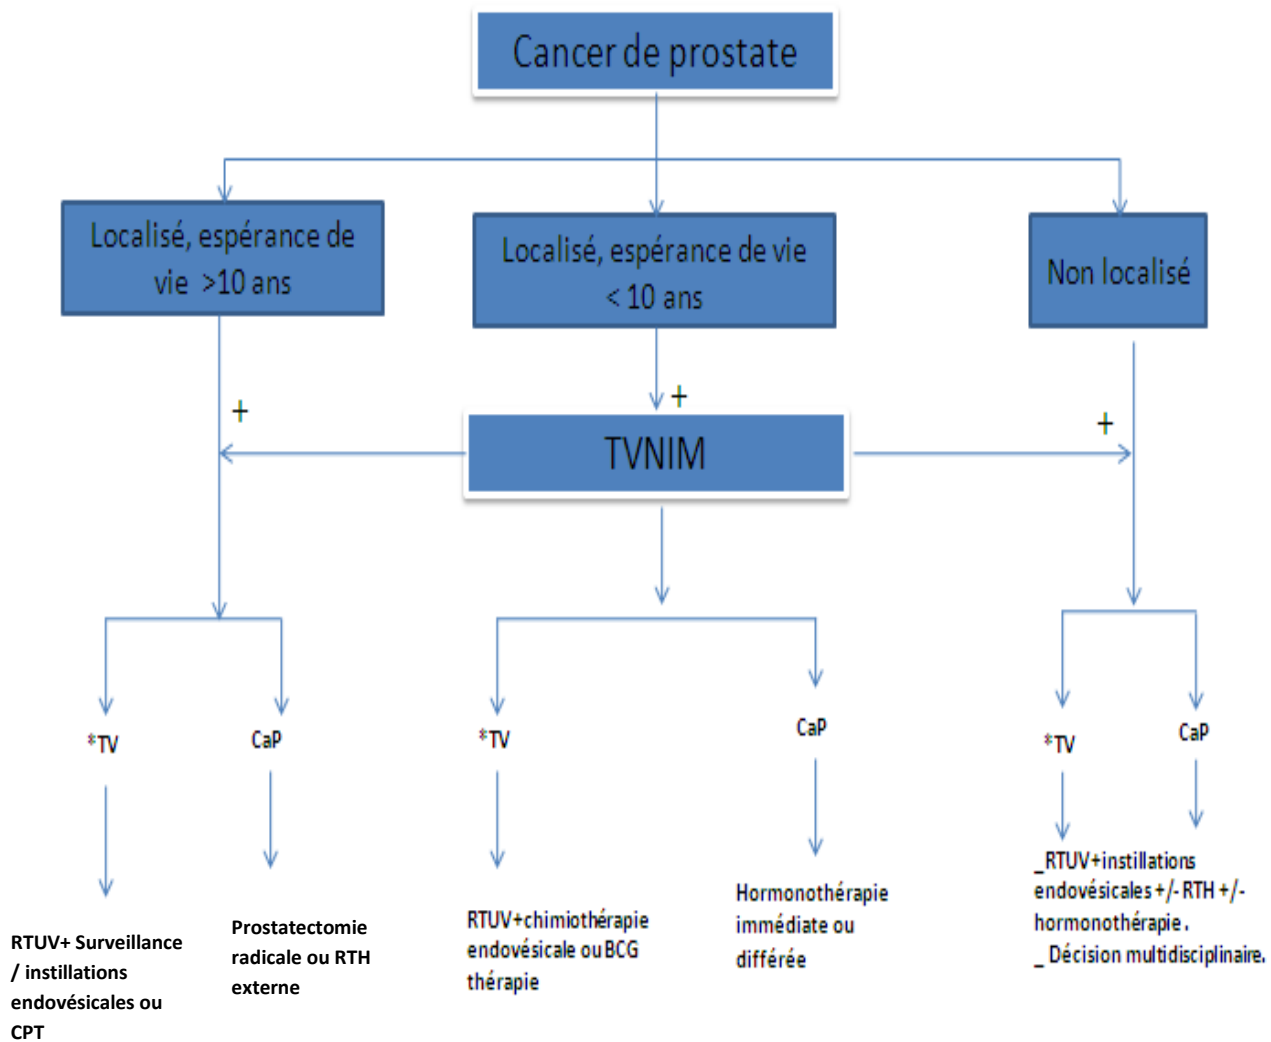 Cancer de prostate
Localisé, espérance de
vie >10 ans
Localisé, espérance de vie
< 10 ans
Non localisé
+
+
+
TVNIM
*TV
CaP
*TV
CaP
*TV
CaP
RTUV+ Surveillance
/ instillations
endovésicales ou
CPT
Prostatectomie
radicale ou RTH
externe
RTUV+chimiothérapie
endovésicale ou BCG
thérapie
Hormonothérapie
immédiate ou
différée
_RTUV+instillations
endovésicales +/- RTH +/-
hormonothérapie.
_ Décision multidisciplinaire.